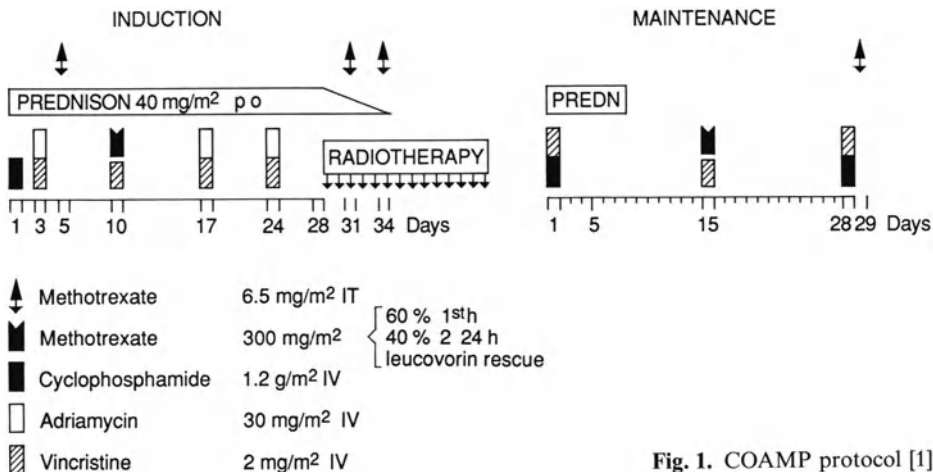 INDUCTION
MAINTENANCE
PREDNISON 40 mg/m² p o
PREDN
RADIOTHERAPY
1 3 5 10 17 24 28 31 34 Days
1 5 15 28 29 Days
Methotrexate 6.5 mg/m² IT
Methotrexate 300 mg/m²
60 % 1st h
40 % 2 24 h
leucovorin rescue
Cyclophosphamide 1.2 g/m² IV
Adriamycin 30 mg/m² IV
Vincristine 2 mg/m² IV
Fig. 1. COAMP protocol [1]